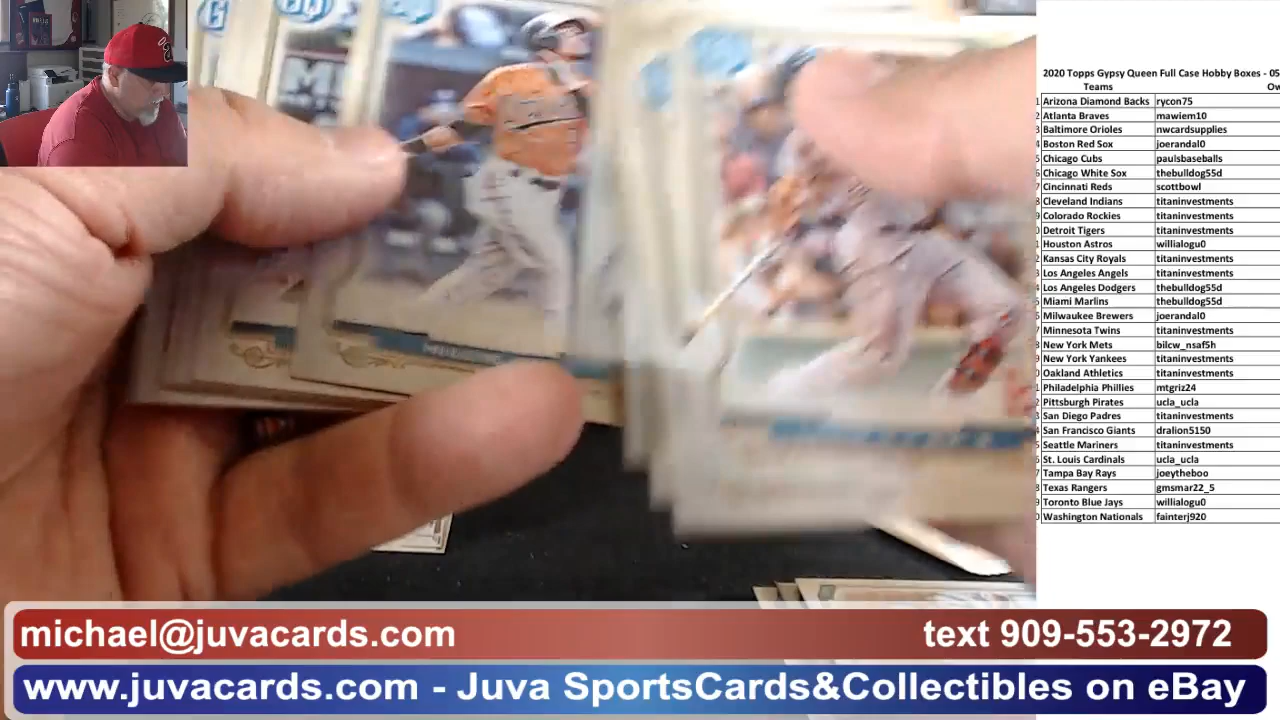 2020 Topps Gypsy Queen Full Case Hobby Boxes - 05
Teams Ow
Arizona Diamond Backs rycon75
Atlanta Braves mawiem10
Baltimore Orioles nwcardsupplies
Boston Red Sox joerandal0
Chicago Cubs paulsbaseballs
Chicago White Sox thebulldog55d
Cincinnati Reds scottbowl
Cleveland Indians titaninvestments
Colorado Rockies titaninvestments
Detroit Tigers titaninvestments
Houston Astros willialogu0
Kansas City Royals titaninvestments
Los Angeles Angels titaninvestments
Los Angeles Dodgers thebulldog55d
Miami Marlins thebulldog55d
Milwaukee Brewers joerandal0
Minnesota Twins titaninvestments
New York Mets bilcw_nsaf5h
New York Yankees titaninvestments
Oakland Athletics titaninvestments
Philadelphia Phillies mtgriz24
Pittsburgh Pirates ucla_ucla
San Diego Padres titaninvestments
San Francisco Giants dralion5150
Seattle Mariners titaninvestments
St. Louis Cardinals ucla_ucla
Tampa Bay Rays joeytheboo
Texas Rangers gmsmar22_5
Toronto Blue Jays willialogu0
Washington Nationals fainterj920
michael@juvacards.com text 909-553-2972
www.juvacards.com - Juva SportsCards&Collectibles on eBay